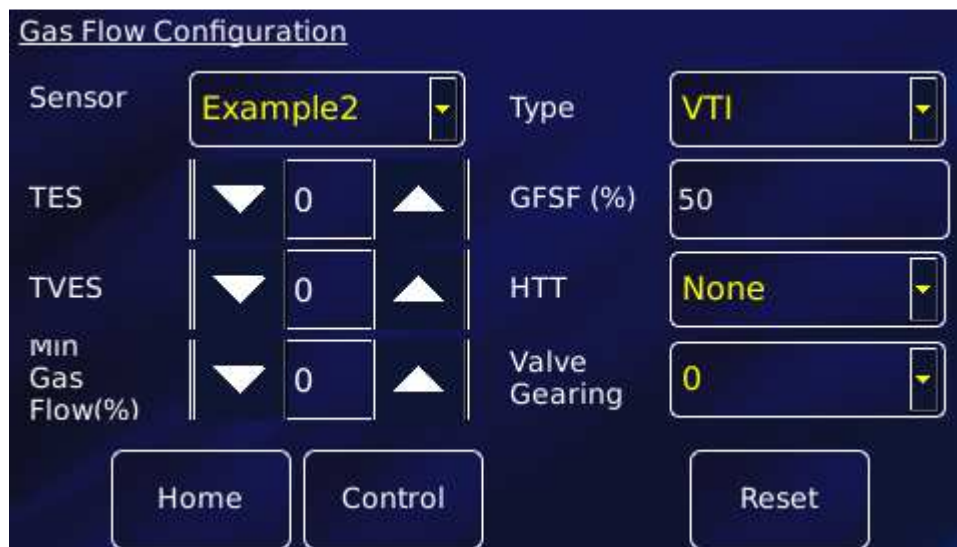 Gas Flow Configuration
Sensor
Example2
Type
VTI
TES
0
GFSF (%)
50
TVES
0
HTT
None
Min
Gas
Flow(%)
0
Valve
Gearing
0
Home
Control
Reset